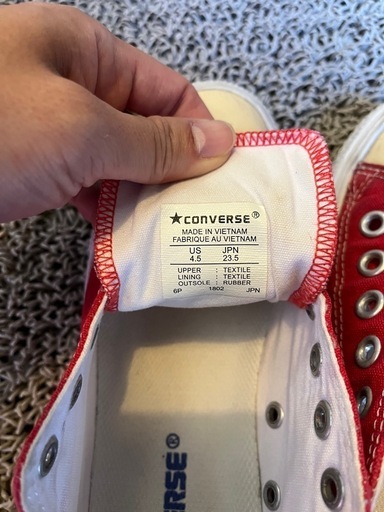 ★CONVERSE®
MADE IN VIETNAM
FABRIQUE AU VIETNAM
US JPN
4.5 23.5
UPPER : TEXTILE
LINING : TEXTILE
OUTSOLE : RUBBER
6P 1802 JPN
ERSE®